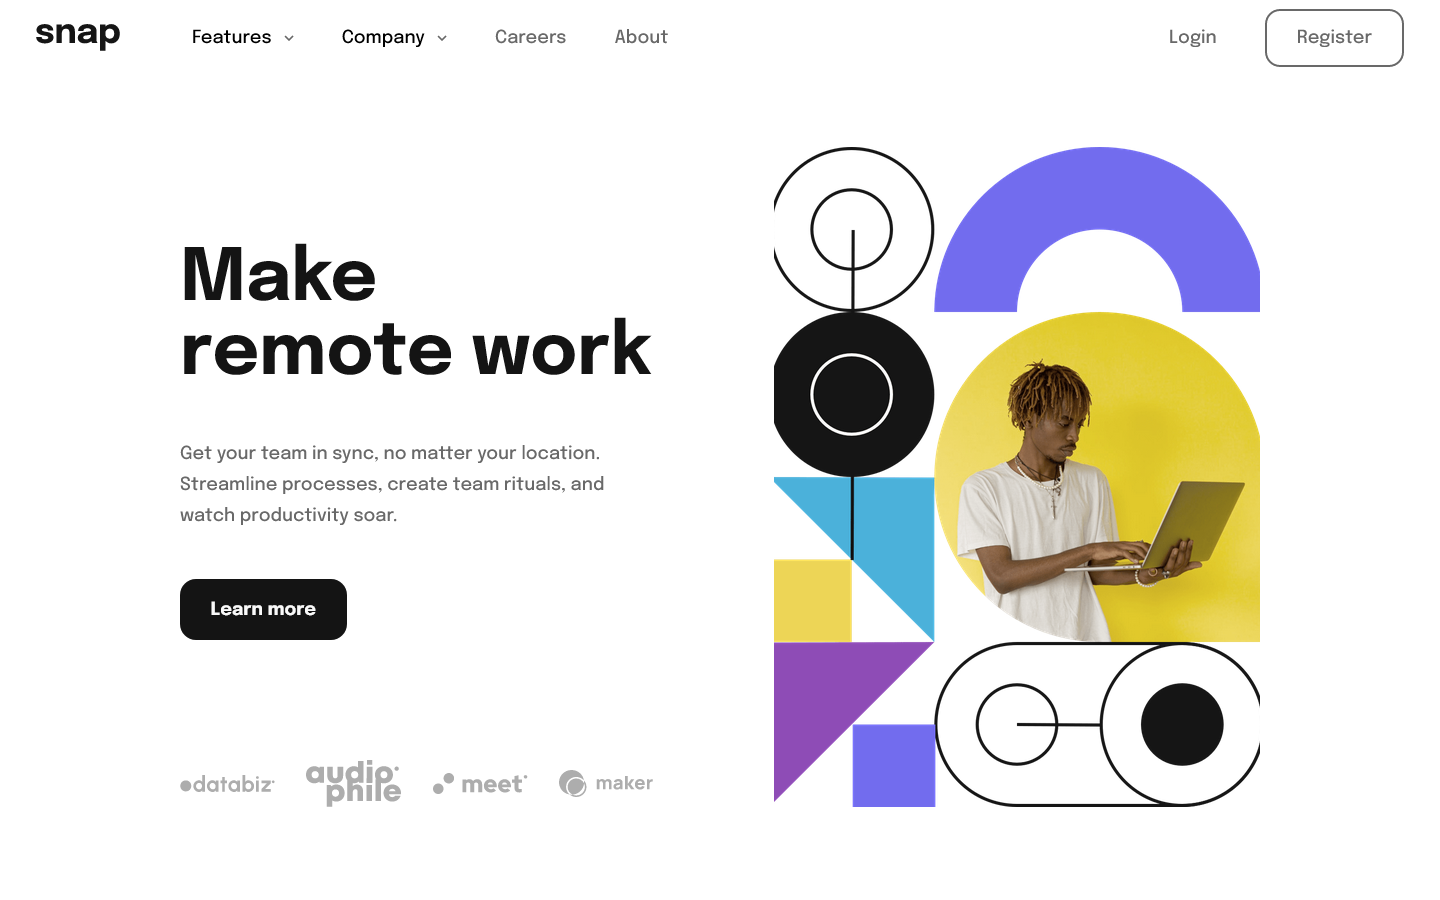 snap
Features
Company
Careers
About
Login
Register
Make
remote work
Get your team in sync, no matter your location.
Streamline processes, create team rituals, and
watch productivity soar.
Learn more
databiz
audio
phile
meet
maker